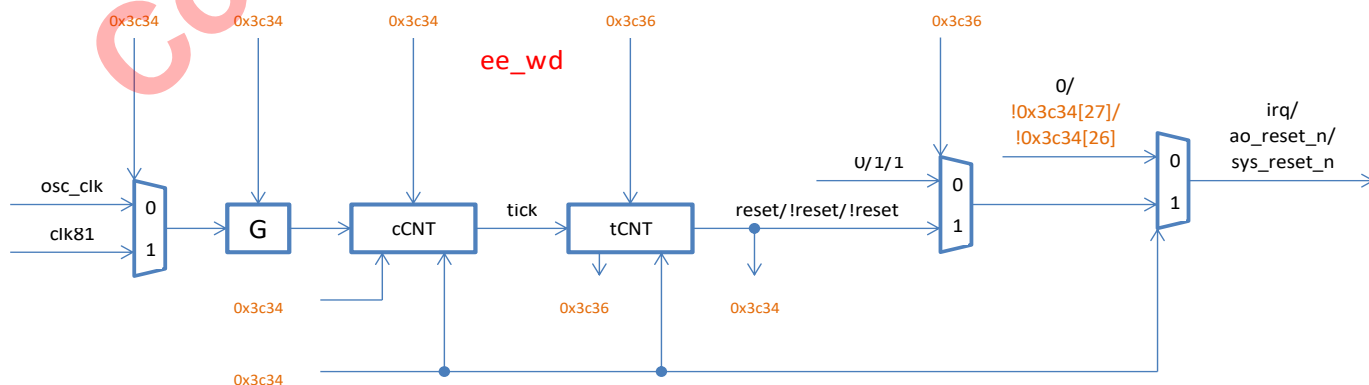 0x3c34
0x3c34
0x3c34
0x3c36
0x3c36
ee_wd
0/
!0x3c34[27]/
!0x3c34[26]
irq/
ao_reset_n/
sys_reset_n
osc_clk
clk81
0
1
G
cCNT
tick
tCNT
0/1/1
reset/!reset/!reset
0
1
0
1
0x3c34
0x3c36
0x3c34
0x3c34